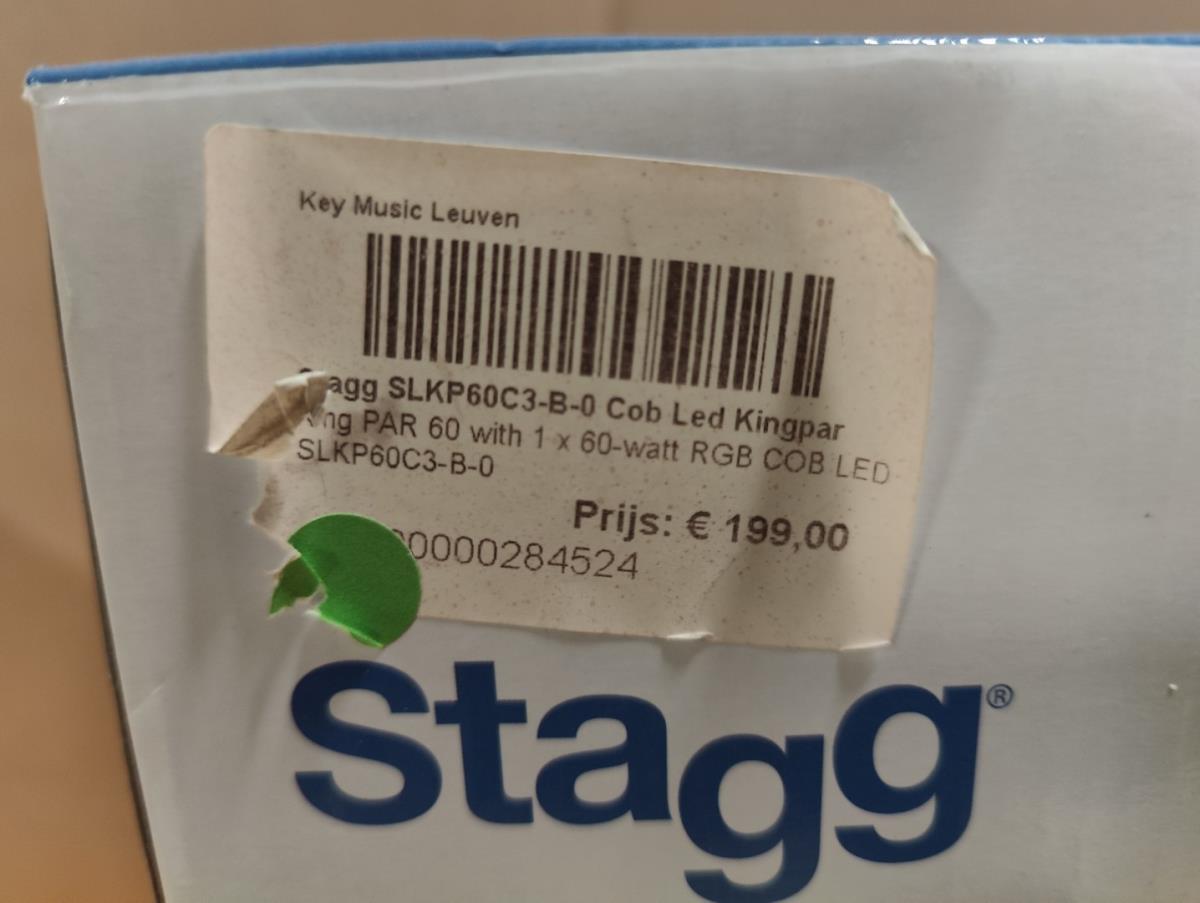 Key Music Leuven
agg SLKP60C3-B-0 Cob Led Kingpar
ng PAR 60 with 1 x 60-watt RGB COB LED
SLKP60C3-B-0
Prijs: € 199,00
0000284524
Stagg®